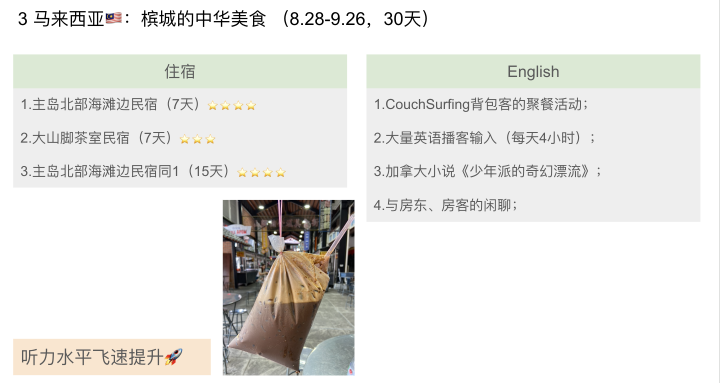 3 马来西亚🇲🇾：槟城的中华美食 （8.28-9.26，30天）
住宿
1.主岛北部海滩边民宿（7天）⭐⭐⭐⭐
2.大山脚茶室民宿（7天）⭐⭐⭐
3.主岛北部海滩边民宿同1（15天）⭐⭐⭐⭐
English
1.CouchSurfing背包客的聚餐活动；
2.大量英语播客输入（每天4小时）；
3.加拿大小说《少年派的奇幻漂流》；
4.与房东、房客的闲聊；
听力水平飞速提升🚀